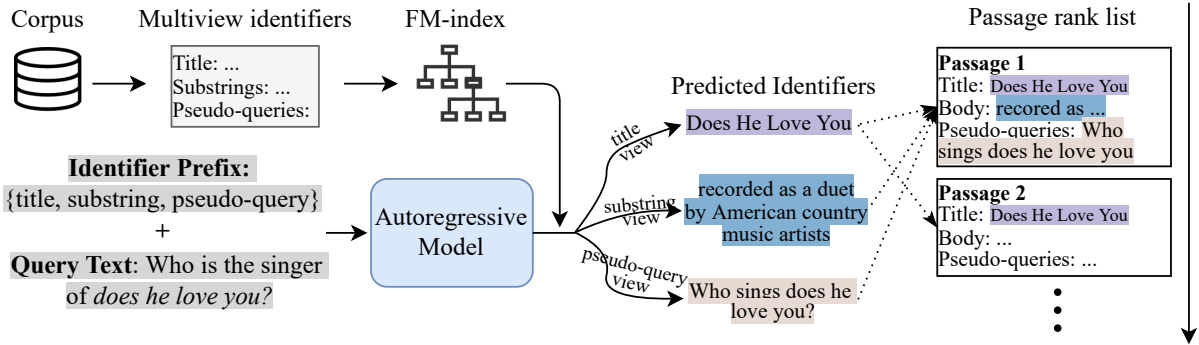 Corpus
Multiview identifiers
FM-index
Passage rank list
Title: ...
Substrings: ...
Pseudo-queries:
Identifier Prefix:
{title, substring, pseudo-query}
+
Query Text: Who is the singer
of does he love you?
Autoregressive
Model
title
view
substring
view
pseudo-query
view
Predicted Identifiers
Does He Love You
recorded as a duet
by American country
music artists
Who sings does he
love you?
Passage 1
Title: Does He Love You
Body: recored as ...
Pseudo-queries: Who
sings does he love you
Passage 2
Title: Does He Love You
Body: ...
Pseudo-queries: ...